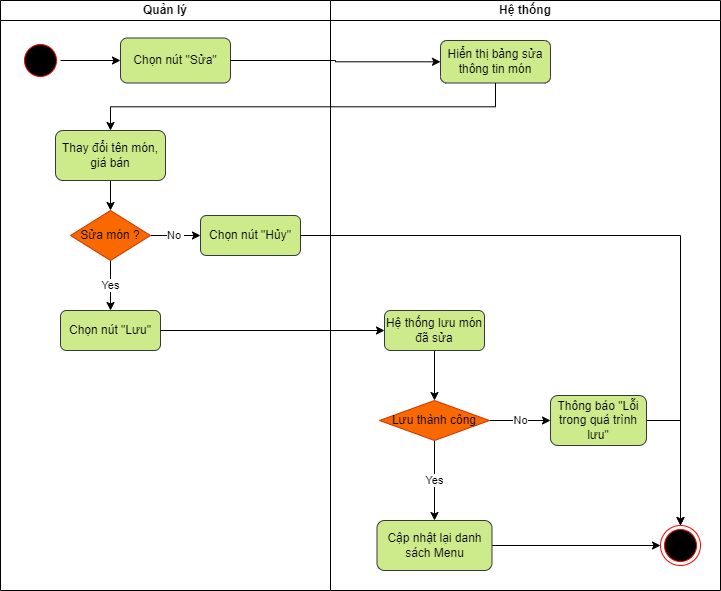 Quản lý
Hệ thống
Chọn nút "Sửa"
Hiển thị bảng sửa
thông tin món
Thay đổi tên món,
giá bán
Sửa món ?
No
Chọn nút "Hủy"
Yes
Chọn nút "Lưu"
Hệ thống lưu món
đã sửa
Lưu thành công
No
Thông báo "Lỗi
trong quá trình
lưu"
Yes
Cập nhật lại danh
sách Menu